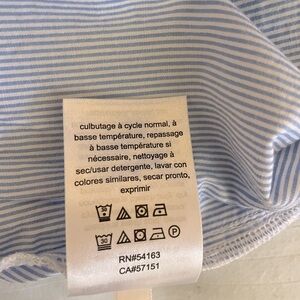 culbutage à cycle normal, à
basse température, repassage
à basse température si
nécessaire, nettoyage à
sec/usar detergente, lavar con
colores similares, secar pronto,
exprimir
30 P
RN#54163
CA#57151